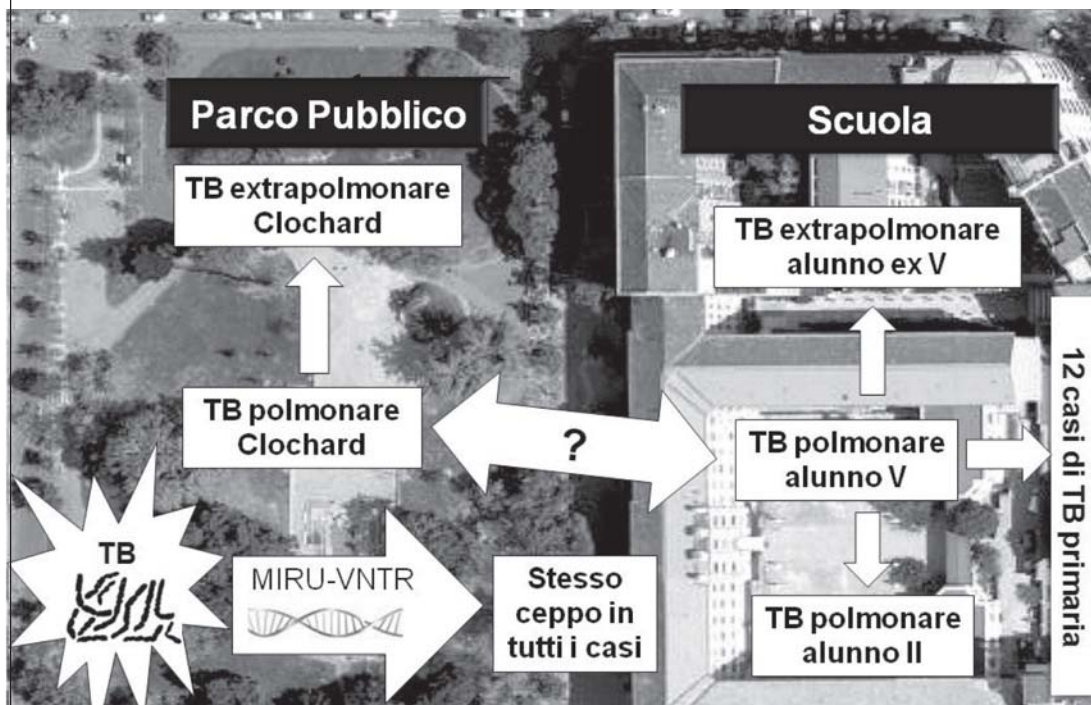 Parco Pubblico
TB extrapolmonare
Clochard
TB polmonare
Clochard
TB
MIRU-VNTR
Stesso
ceppo in
tutti i casi
?
Scuola
TB extrapolmonare
alunno ex V
TB polmonare
alunno V
TB polmonare
alunno II
12 casi di TB primaria